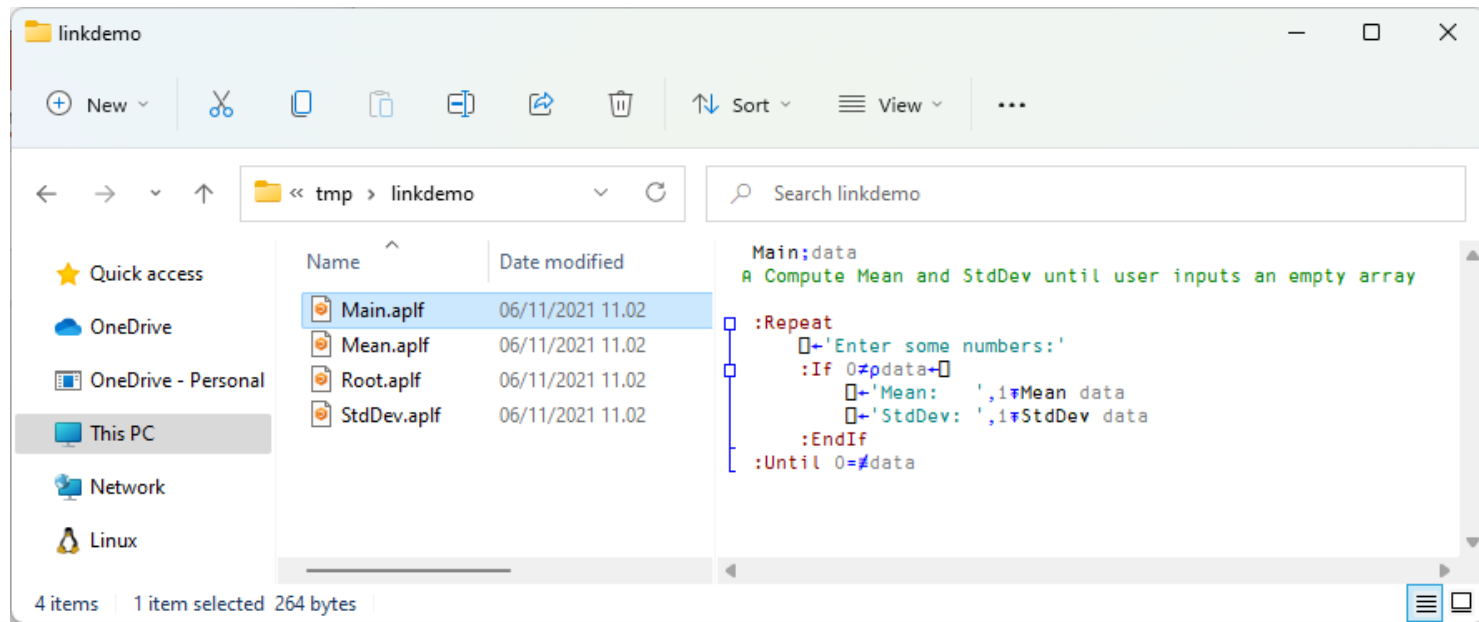 linkdemo
New Sort View •••
« tmp › linkdemo
Search linkdemo
Quick access
OneDrive
OneDrive - Personal
This PC
Network
Linux
Name Date modified
Main.aplf 06/11/2021 11.02
Mean.aplf 06/11/2021 11.02
Root.aplf 06/11/2021 11.02
StdDev.aplf 06/11/2021 11.02
Main;data
⍝ Compute Mean and StdDev until user inputs an empty array
:Repeat
⎕←'Enter some numbers:'
:If 0≠⍴data←⎕
⎕←'Mean:   ',1⍕Mean data
⎕←'StdDev: ',1⍕StdDev data
:EndIf
:Until 0=≢data
4 items 1 item selected 264 bytes